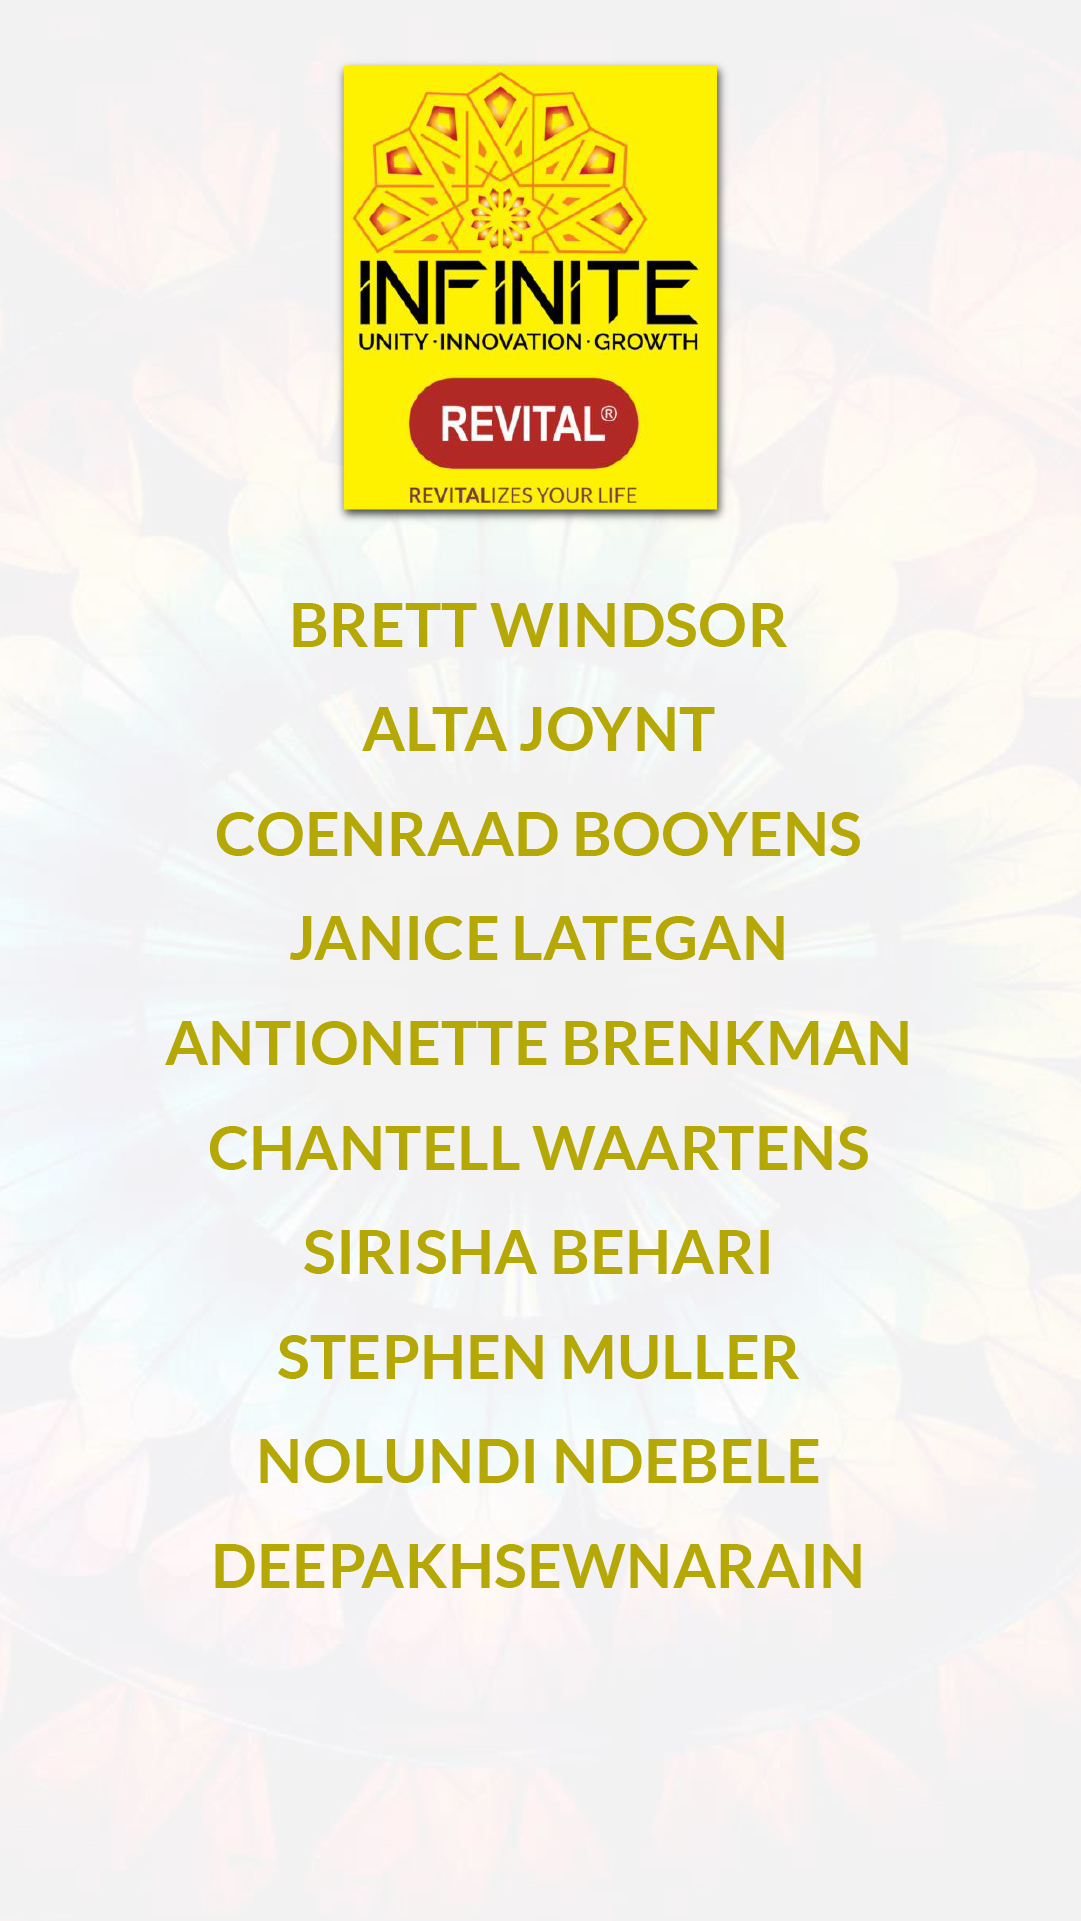 INFINITE
UNITY · INNOVATION · GROWTH
REVITAL®
REVITALIZES YOUR LIFE
BRETT WINDSOR
ALTA JOYNT
COENRAAD BOOYENS
JANICE LATEGAN
ANTIONETTE BRENKMAN
CHANTELL WAARTENS
SIRISHA BEHARI
STEPHEN MULLER
NOLUNDI NDEBELE
DEEPAKHSEWNARAIN